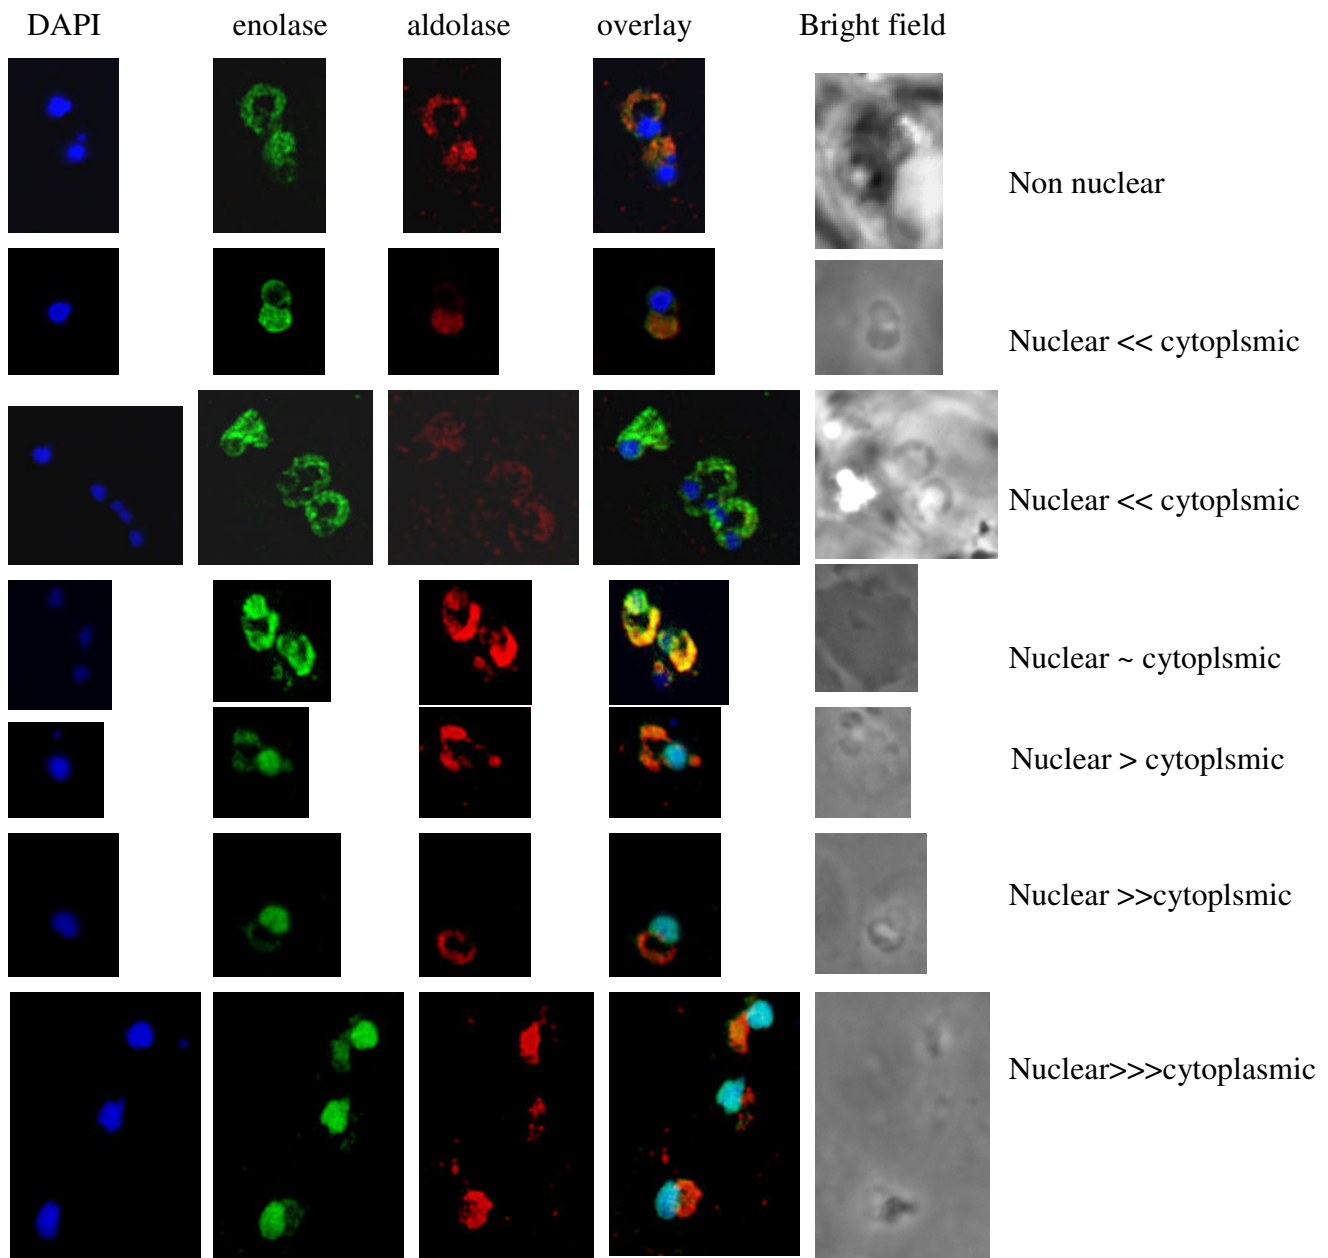 DAPI enolase aldolase overlay Bright field
Non nuclear
Nuclear << cytoplsmic
Nuclear << cytoplsmic
Nuclear ~ cytoplsmic
Nuclear > cytoplsmic
Nuclear >>cytoplsmic
Nuclear>>>cytoplasmic